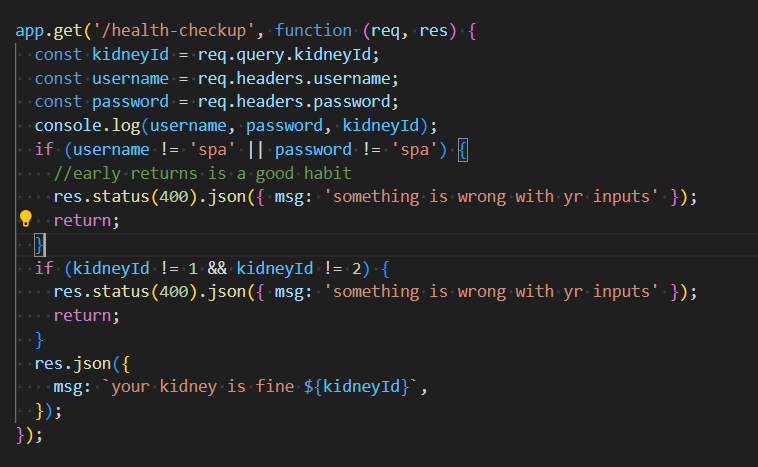 app.get('/health-checkup', function (req, res) {
  const kidneyId = req.query.kidneyId;
  const username = req.headers.username;
  const password = req.headers.password;
  console.log(username, password, kidneyId);
  if (username != 'spa' || password != 'spa') {
    //early returns is a good habit
    res.status(400).json({ msg: 'something is wrong with yr inputs' });
    return;
  }
  if (kidneyId != 1 && kidneyId != 2) {
    res.status(400).json({ msg: 'something is wrong with yr inputs' });
    return;
  }
  res.json({
    msg: `your kidney is fine ${kidneyId}`,
  });
});